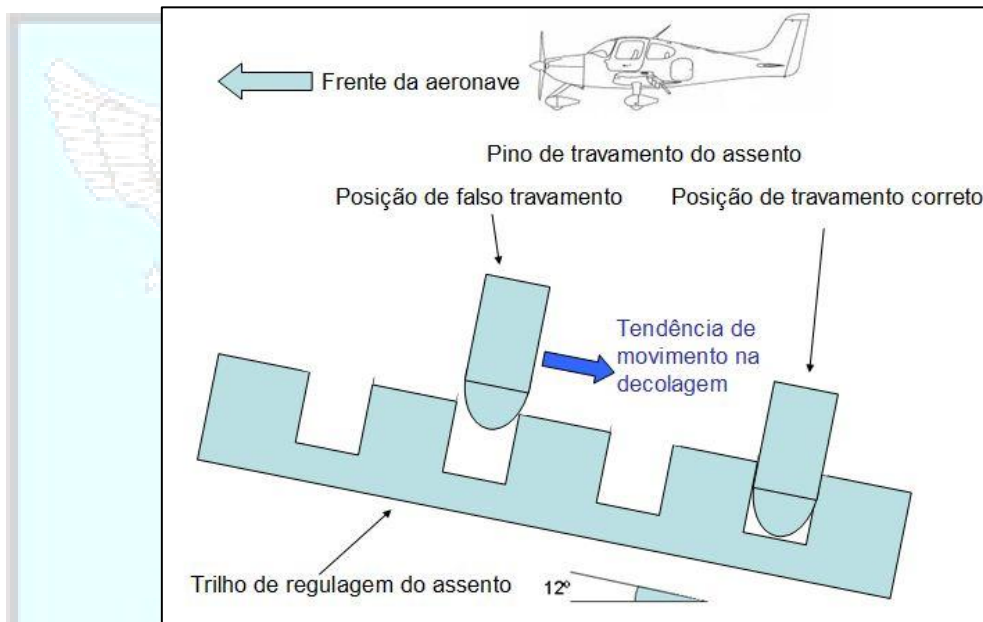 Frente da aeronave
Pino de travamento do assento
Posição de falso travamento
Posição de travamento correto
Tendência de
movimento na
decolagem
Trilho de regulagem do assento
12º